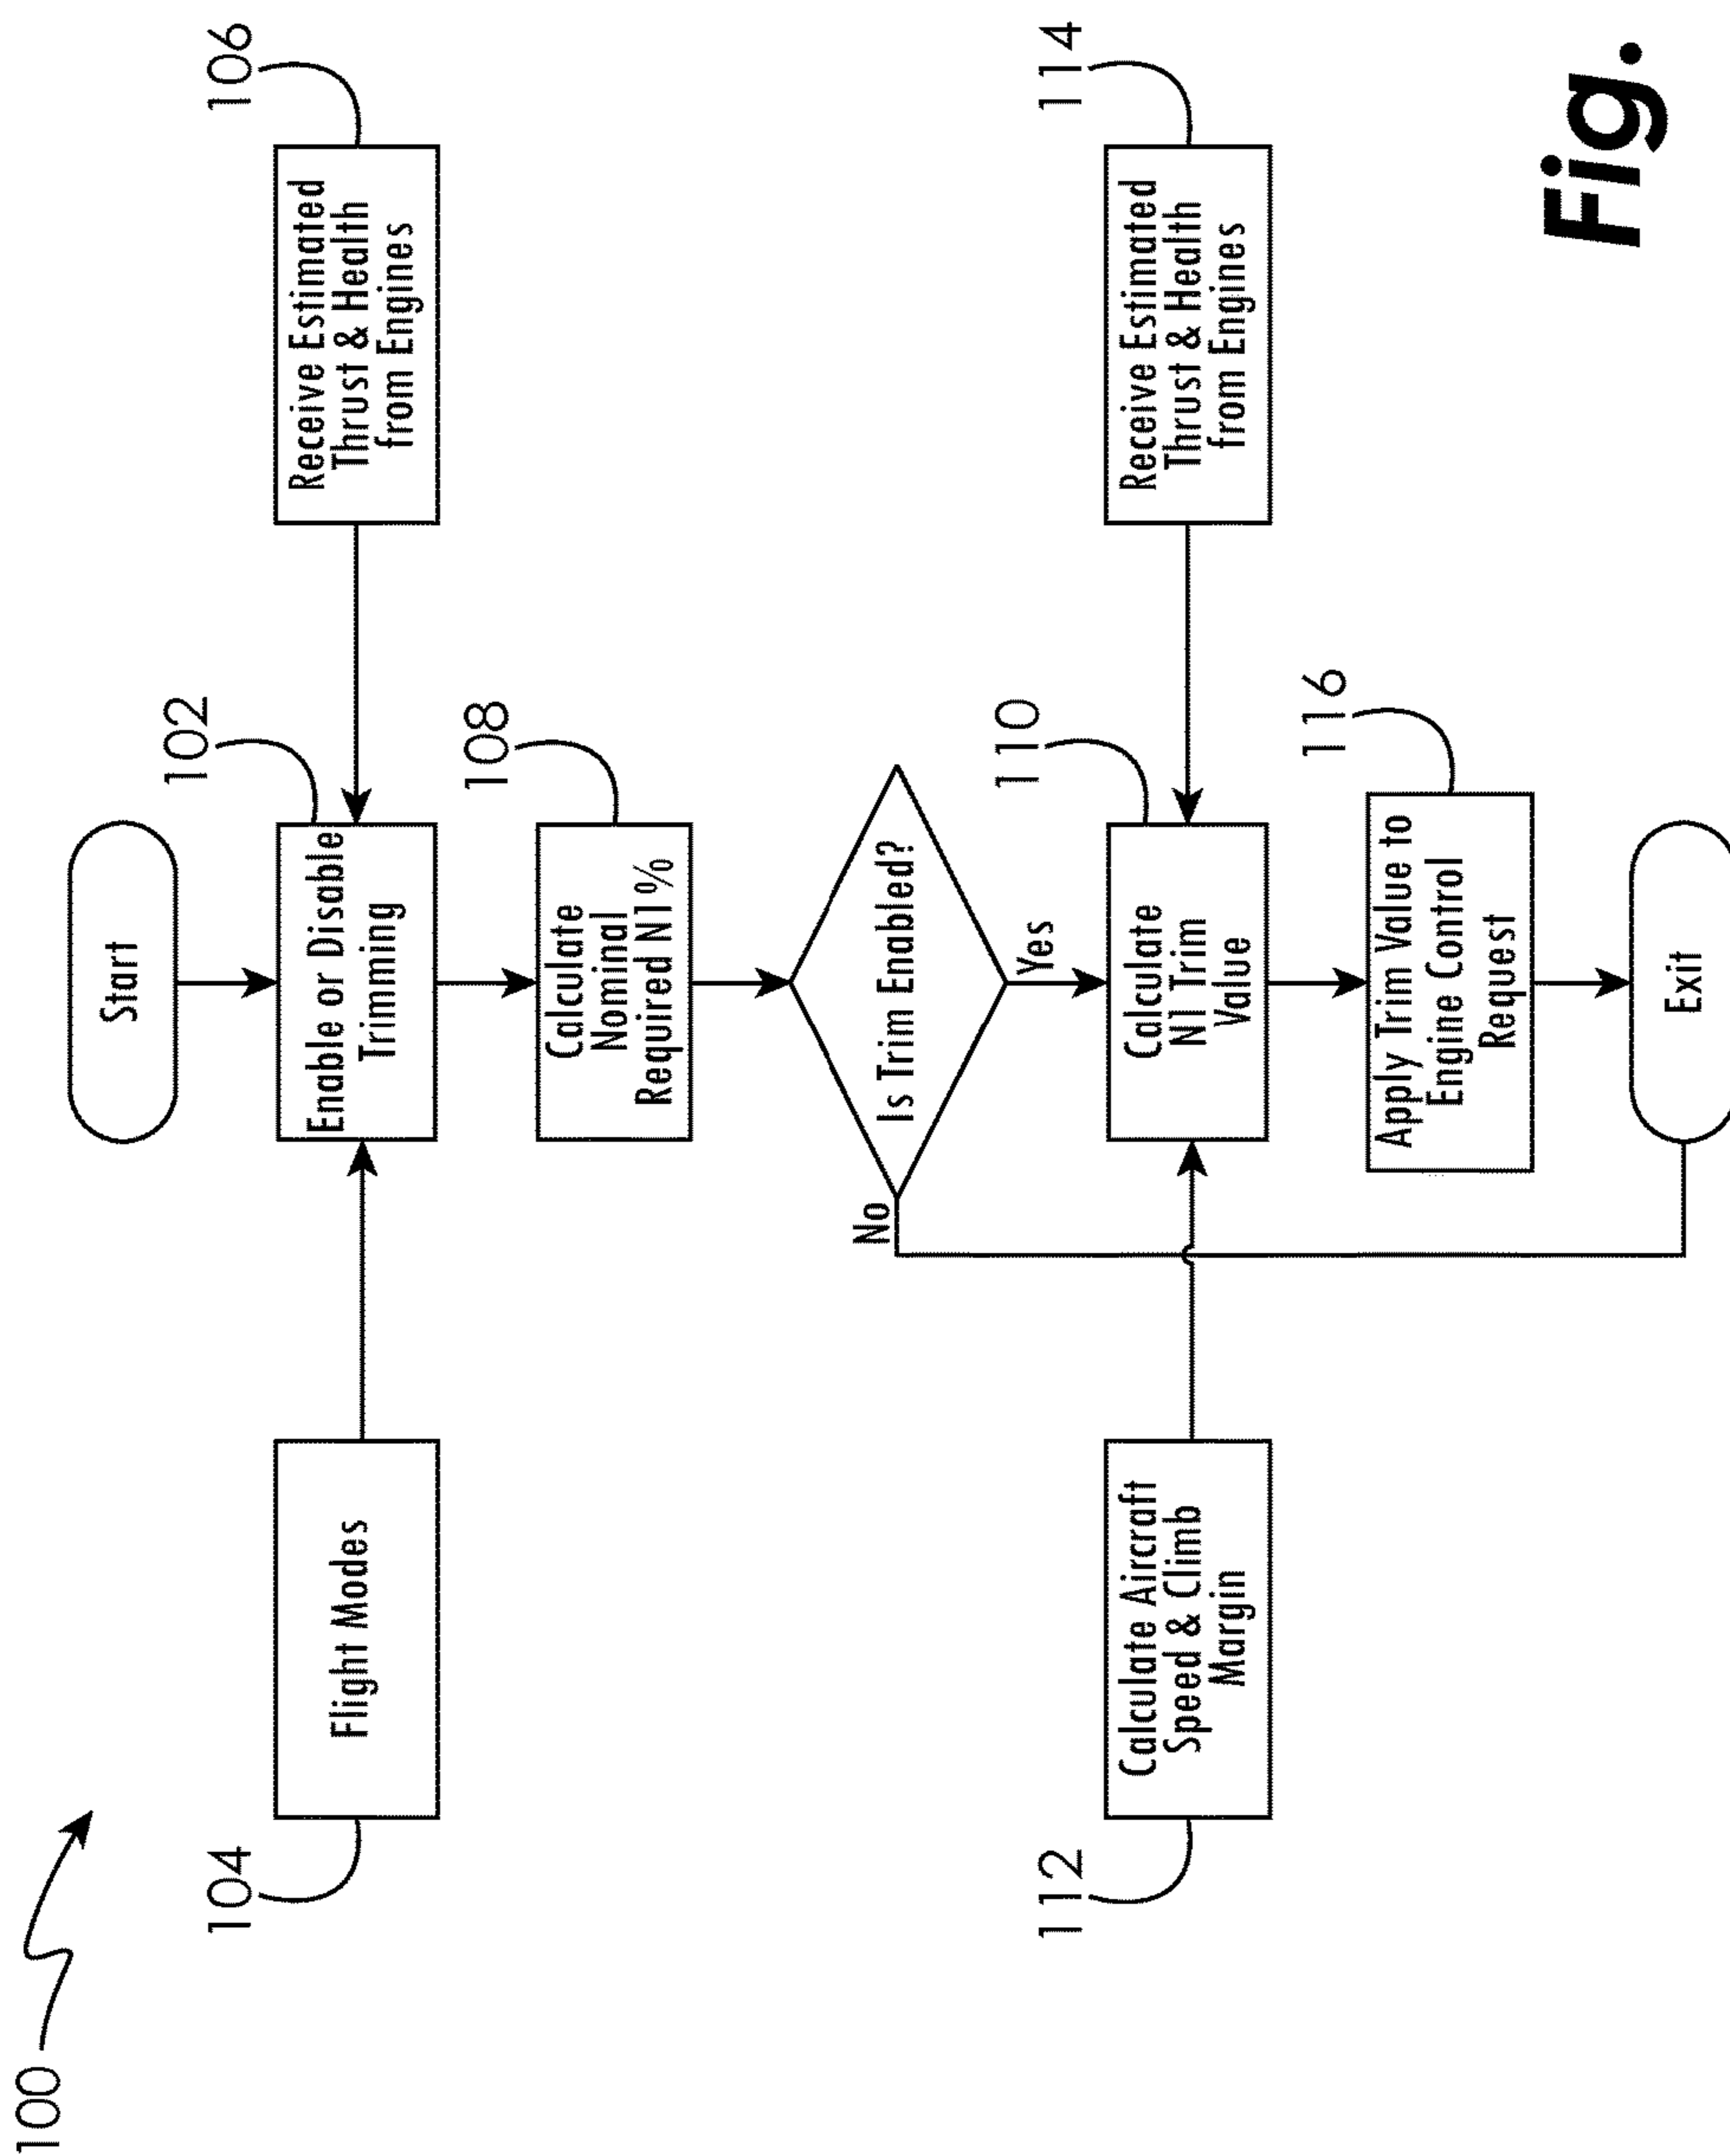 100
Start
102
104
106
Flight Modes
Enable or Disable
Trimming
Receive Estimated
Thrust & Health
from Engines
108
Calculate
Nominal
Required N1%
Is Trim Enabled?
No
Yes
110
112
114
Calculate Aircraft
Speed & Climb
Margin
Calculate
N1 Trim
Value
Receive Estimated
Thrust & Health
from Engines
116
Apply Trim Value to
Engine Control
Request
Exit
Fig.